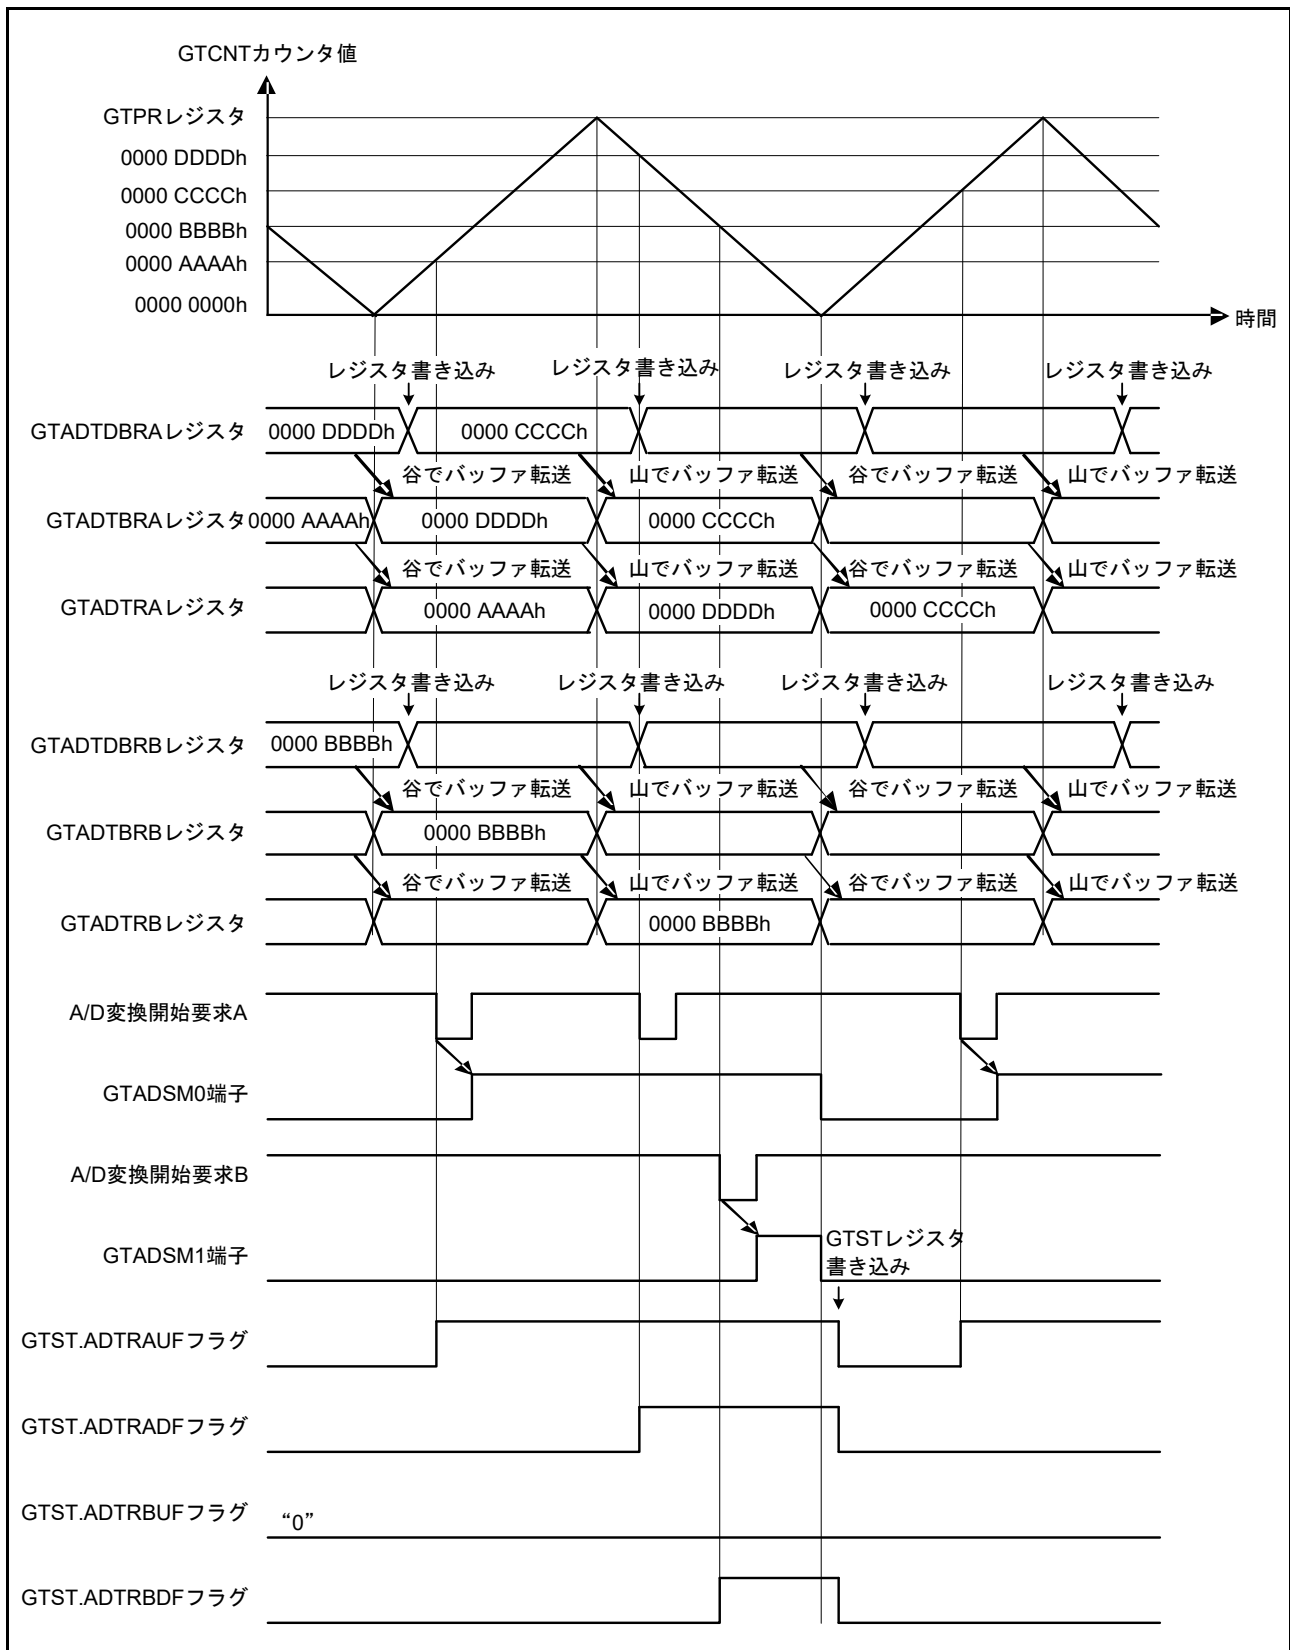 GTCNTカウンタ値
GTPRレジスタ
0000 DDDDh
0000 CCCCh
0000 BBBBh
0000 AAAAh
0000 0000h
時間
レジスタ書き込み レジスタ書き込み レジスタ書き込み レジスタ書き込み
GTADTDBRAレジスタ 0000 DDDDh 0000 CCCCh
谷でバッファ転送 山でバッファ転送 谷でバッファ転送 山でバッファ転送
GTADTBRAレジスタ 0000 AAAAh 0000 DDDDh 0000 CCCCh
谷でバッファ転送 山でバッファ転送 谷でバッファ転送 山でバッファ転送
GTADTRAレジスタ 0000 AAAAh 0000 DDDDh 0000 CCCCh
レジスタ書き込み レジスタ書き込み レジスタ書き込み レジスタ書き込み
GTADTDBRBレジスタ 0000 BBBBh
谷でバッファ転送 山でバッファ転送 谷でバッファ転送 山でバッファ転送
GTADTBRBレジスタ 0000 BBBBh
谷でバッファ転送 山でバッファ転送 谷でバッファ転送 山でバッファ転送
GTADTRBレジスタ 0000 BBBBh
A/D変換開始要求A
GTADSM0端子
A/D変換開始要求B
GTADSM1端子
GTSTレジスタ
書き込み
GTST.ADTRAUFフラグ
GTST.ADTRADFフラグ
GTST.ADTRBUFフラグ “0”
GTST.ADTRBDFフラグ